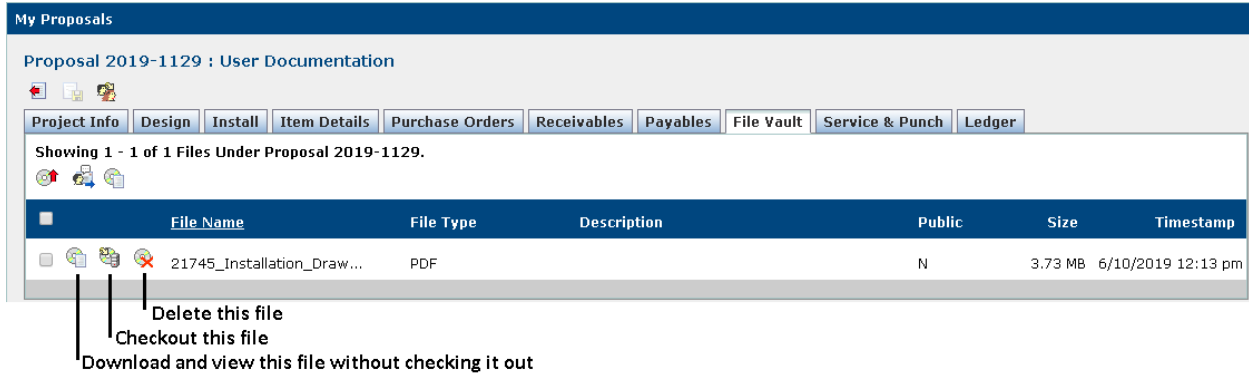 My Proposals
Proposal 2019-1129 : User Documentation
Project Info Design Install Item Details Purchase Orders Receivables Payables File Vault Service & Punch Ledger
Showing 1 - 1 of 1 Files Under Proposal 2019-1129.
File Name File Type Description Public Size Timestamp
21745_Installation_Draw... PDF N 3.73 MB 6/10/2019 12:13 pm
Delete this file
Checkout this file
Download and view this file without checking it out